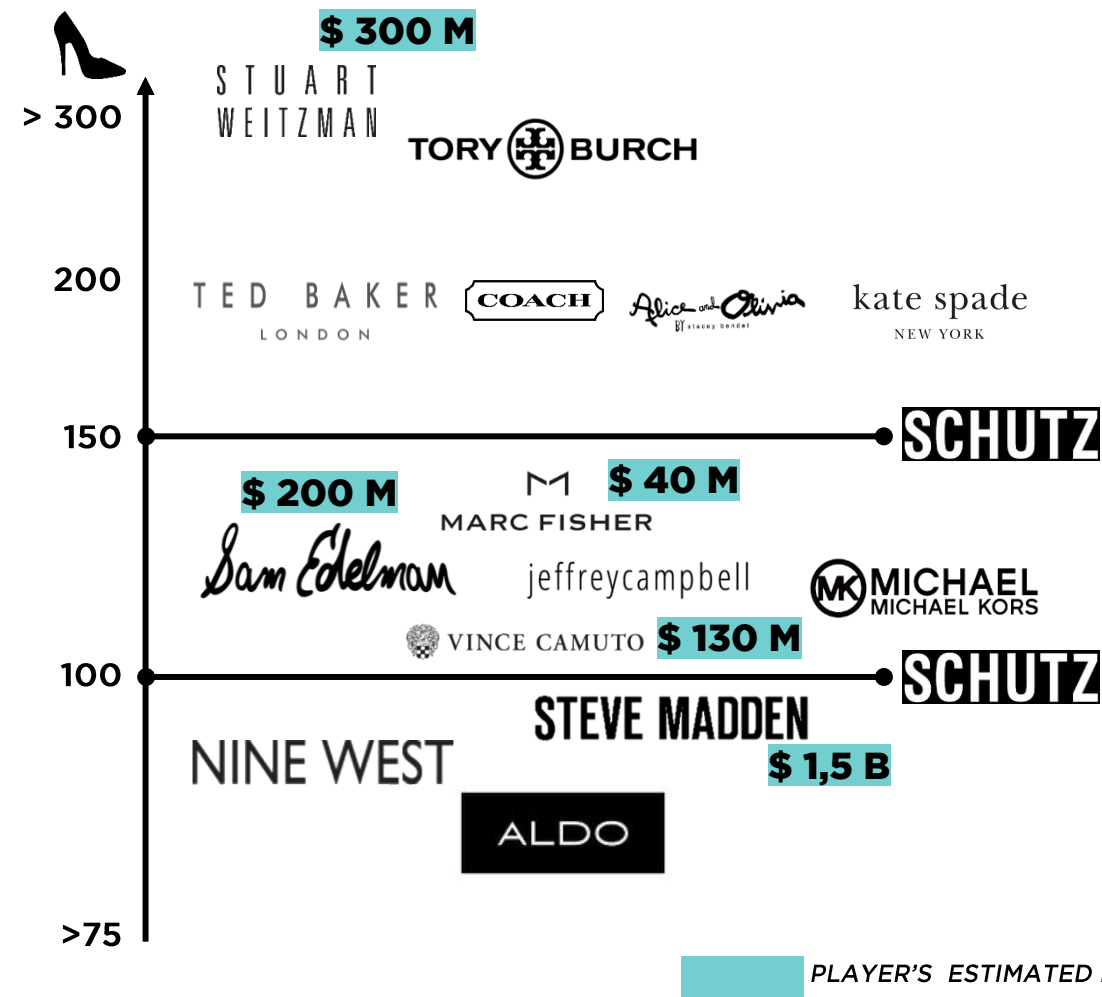 $ 300 M
STUART
WEITZMAN
> 300
TORY BURCH
200
TED BAKER
LONDON
COACH
Alice and Olivia
BY stacey bendet
kate spade
NEW YORK
150
SCHUTZ
$ 200 M
$ 40 M
MARC FISHER
Sam Edelman
jeffreycampbell
MK MICHAEL
MICHAEL KORS
VINCE CAMUTO
$ 130 M
100
SCHUTZ
STEVE MADDEN
NINE WEST
$ 1,5 B
ALDO
>75
PLAYER'S ESTIMATED